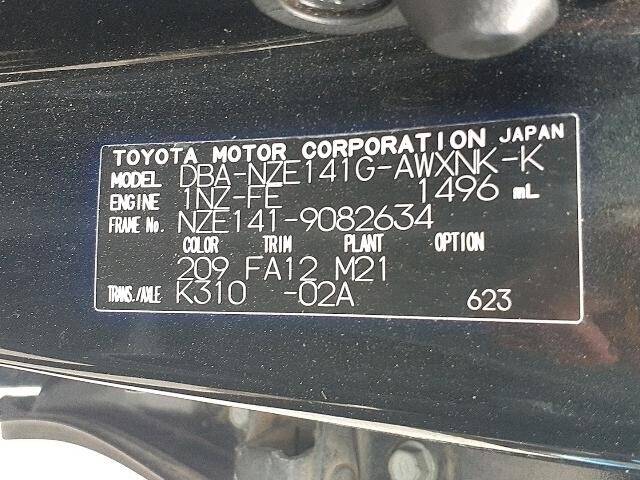 TOYOTA MOTOR CORPORATION JAPAN
MODEL DBA-NZE141G-AWXNK-K
ENGINE 1NZ-FE 1496 mL
FRAME No. NZE141-9082634
COLOR TRIM PLANT OPTION
209 FA12 M21
TRANS./AXLE K310 -02A 623